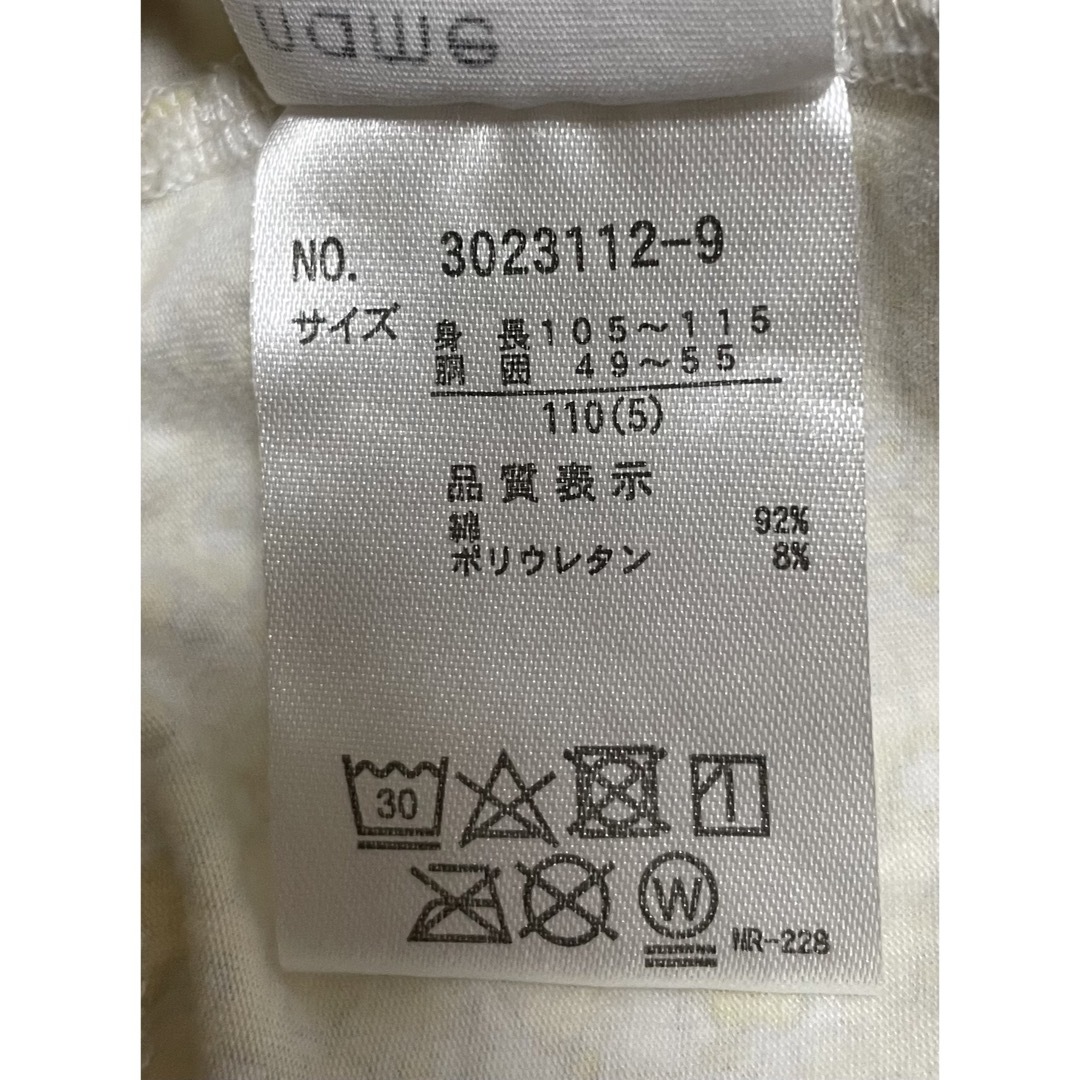 name
NO. 3023112-9
サイズ 身長105～115
胴囲 49～55
110(5)
品質表示
綿 92%
ポリウレタン 8%
30
W
MR-228